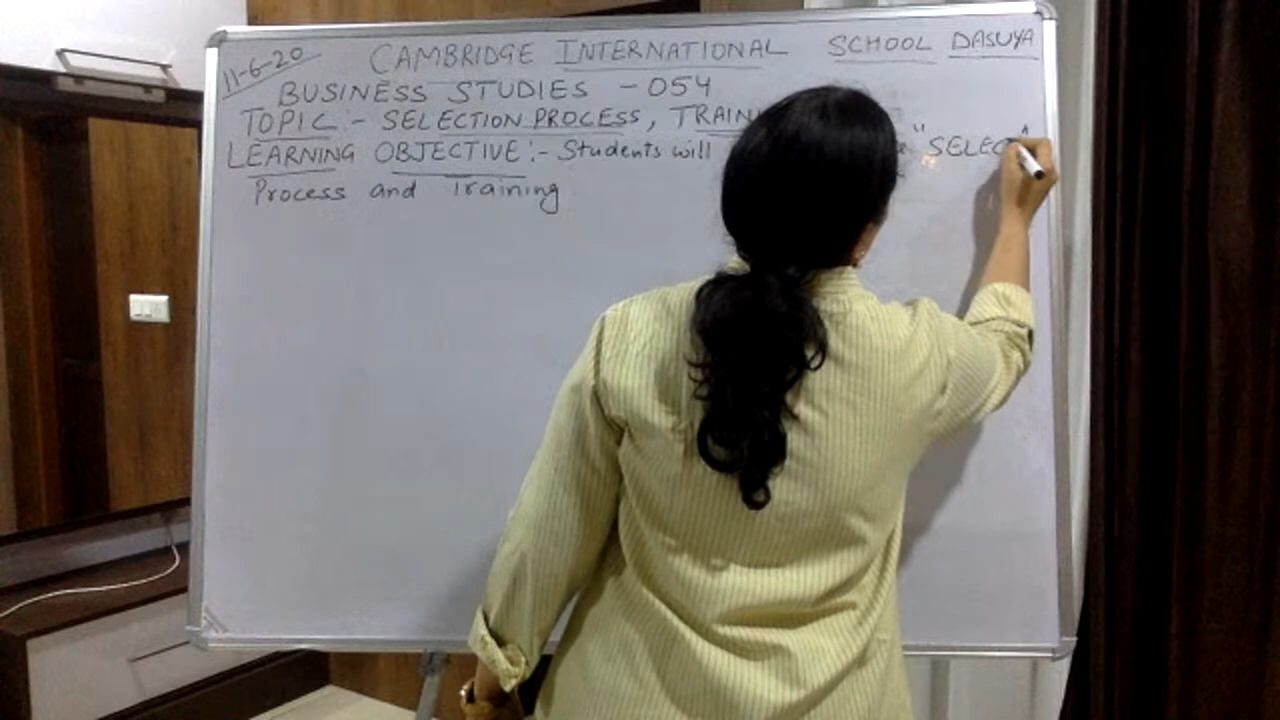 11-6-20 CAMBRIDGE INTERNATIONAL SCHOOL DASUYA
BUSINESS STUDIES - 054
TOPIC :- SELECTION PROCESS, TRAIN
LEARNING OBJECTIVE :- Students will "SELEC
Process and Training